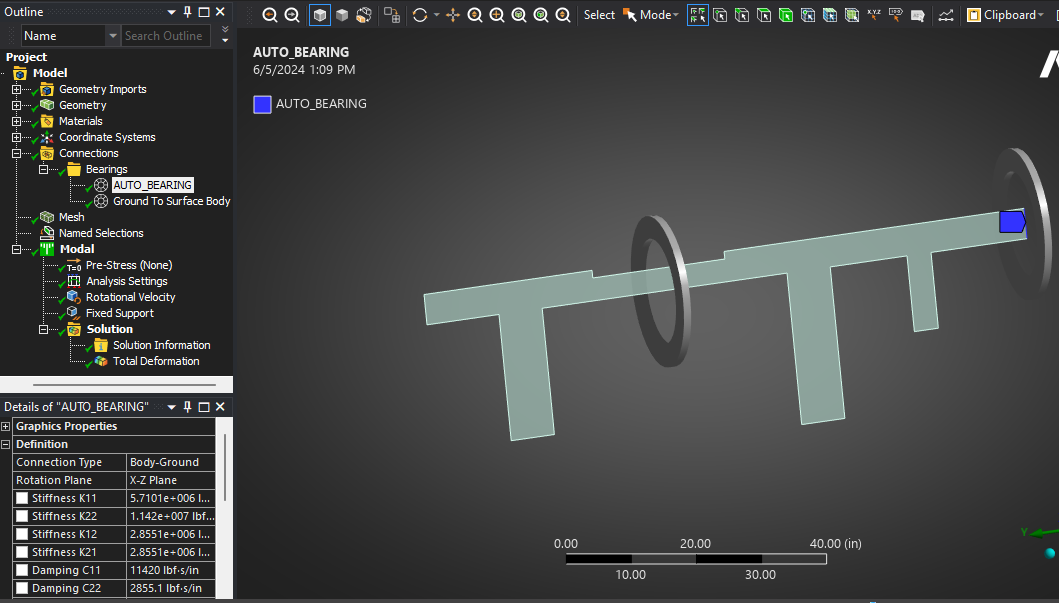 Outline
Name
Search Outline
Project
Model
Geometry Imports
Geometry
Materials
Coordinate Systems
Connections
Bearings
AUTO_BEARING
Ground To Surface Body
Mesh
Named Selections
Modal
T=0 Pre-Stress (None)
Analysis Settings
Rotational Velocity
Fixed Support
Solution
Solution Information
Total Deformation
Details of "AUTO_BEARING"
Graphics Properties
Definition
Connection Type Body-Ground
Rotation Plane X-Z Plane
Stiffness K11 5.7101e+006 l...
Stiffness K22 1.142e+007 lbf...
Stiffness K12 2.8551e+006 l...
Stiffness K21 2.8551e+006 l...
Damping C11 11420 lbf·s/in
Damping C22 2855.1 lbf·s/in
Select Mode Clipboard
AUTO_BEARING
6/5/2024 1:09 PM
AUTO_BEARING
0.00 20.00 40.00 (in)
10.00 30.00
Y